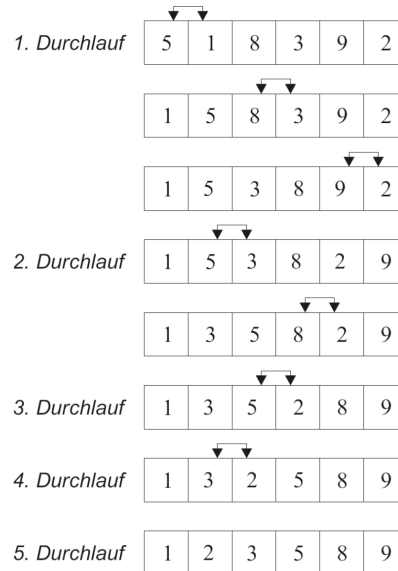 1. Durchlauf 5 1 8 3 9 2
1 5 8 3 9 2
1 5 3 8 9 2
2. Durchlauf 1 5 3 8 2 9
1 3 5 8 2 9
3. Durchlauf 1 3 5 2 8 9
4. Durchlauf 1 3 2 5 8 9
5. Durchlauf 1 2 3 5 8 9